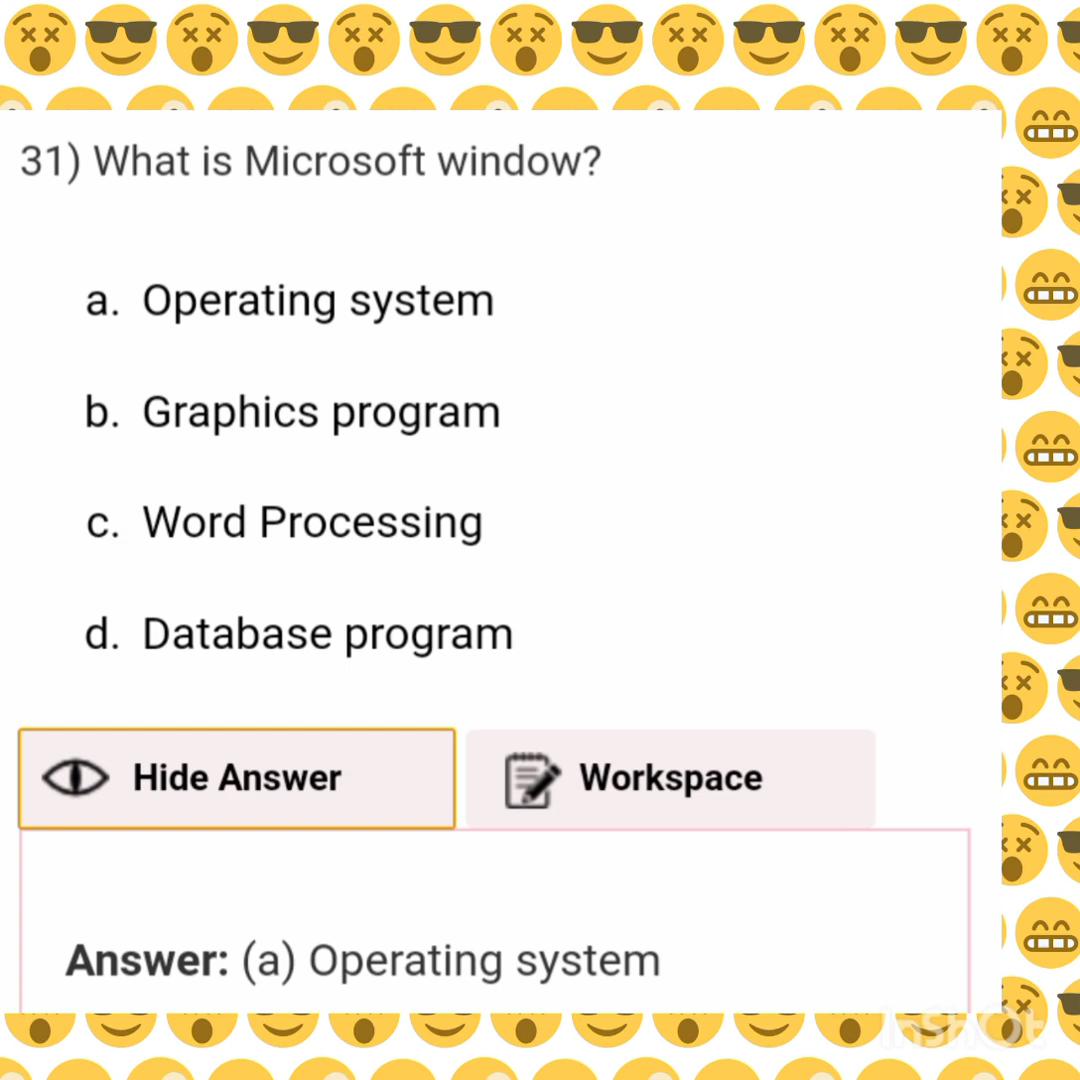 31) What is Microsoft window?
a. Operating system
b. Graphics program
c. Word Processing
d. Database program
Hide Answer
Workspace
Answer: (a) Operating system
InShOt